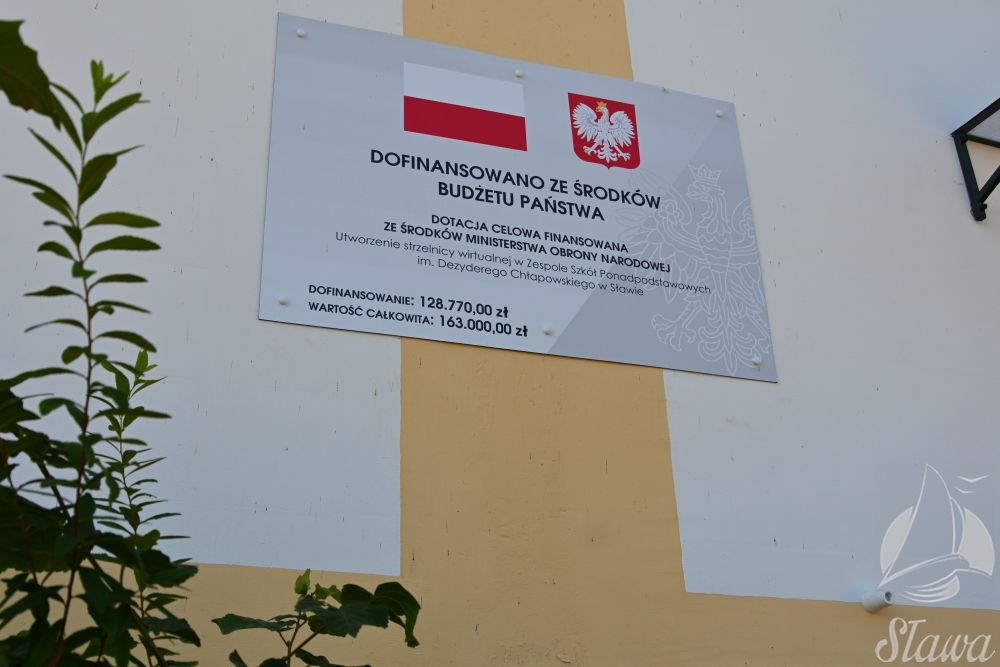 DOFINANSOWANO ZE ŚRODKÓW
BUDŻETU PAŃSTWA
DOTACJA CELOWA FINANSOWANA
ZE ŚRODKÓW MINISTERSTWA OBRONY NARODOWEJ
Utworzenie strzelnicy wirtualnej w Zespole Szkół Ponadpodstawowych
im. Dezyderego Chłapowskiego w Sławie
DOFINANSOWANIE: 128.770,00 zł
WARTOŚĆ CAŁKOWITA: 163.000,00 zł
Sława